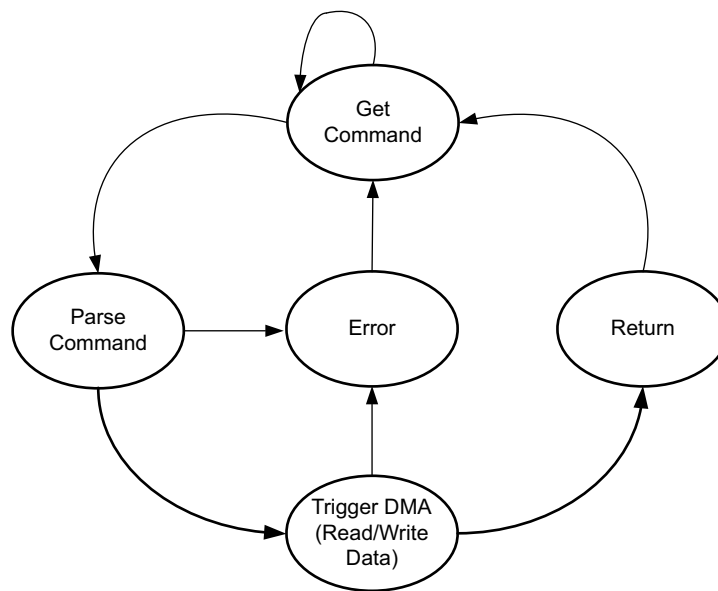 Get
Command
Parse
Command
Error
Return
Trigger DMA
(Read/Write
Data)